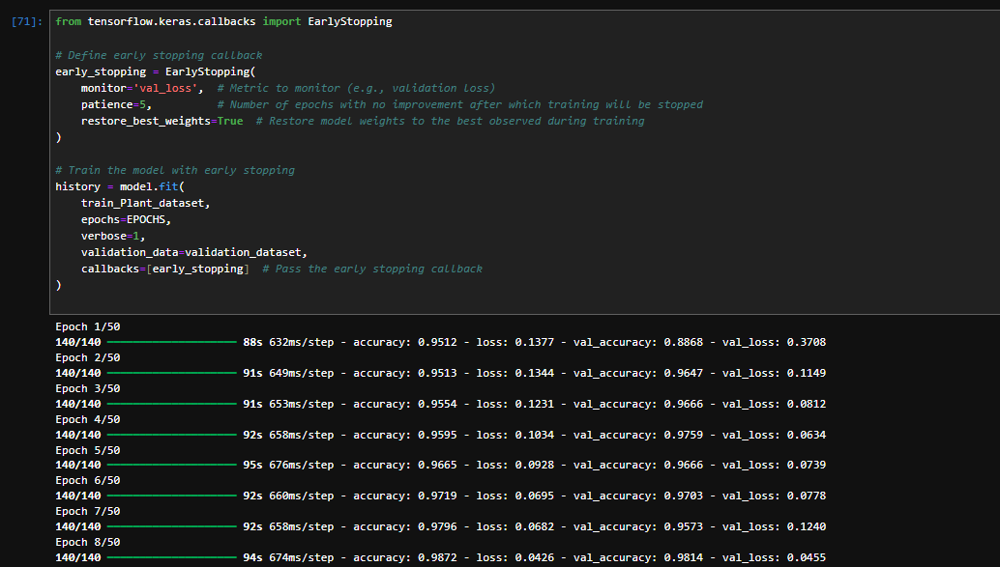 [71]: from tensorflow.keras.callbacks import EarlyStopping
# Define early stopping callback
early_stopping = EarlyStopping(
    monitor='val_loss',  # Metric to monitor (e.g., validation loss)
    patience=5,          # Number of epochs with no improvement after which training will be stopped
    restore_best_weights=True  # Restore model weights to the best observed during training
)
# Train the model with early stopping
history = model.fit(
    train_Plant_dataset,
    epochs=EPOCHS,
    verbose=1,
    validation_data=validation_dataset,
    callbacks=[early_stopping]  # Pass the early stopping callback
)
Epoch 1/50
140/140 ━━━━━━━━━━━━━━━━━━━━ 88s 632ms/step - accuracy: 0.9512 - loss: 0.1377 - val_accuracy: 0.8868 - val_loss: 0.3708
Epoch 2/50
140/140 ━━━━━━━━━━━━━━━━━━━━ 91s 649ms/step - accuracy: 0.9513 - loss: 0.1344 - val_accuracy: 0.9647 - val_loss: 0.1149
Epoch 3/50
140/140 ━━━━━━━━━━━━━━━━━━━━ 91s 653ms/step - accuracy: 0.9554 - loss: 0.1231 - val_accuracy: 0.9666 - val_loss: 0.0812
Epoch 4/50
140/140 ━━━━━━━━━━━━━━━━━━━━ 92s 658ms/step - accuracy: 0.9595 - loss: 0.1034 - val_accuracy: 0.9759 - val_loss: 0.0634
Epoch 5/50
140/140 ━━━━━━━━━━━━━━━━━━━━ 95s 676ms/step - accuracy: 0.9665 - loss: 0.0928 - val_accuracy: 0.9666 - val_loss: 0.0739
Epoch 6/50
140/140 ━━━━━━━━━━━━━━━━━━━━ 92s 660ms/step - accuracy: 0.9719 - loss: 0.0695 - val_accuracy: 0.9703 - val_loss: 0.0778
Epoch 7/50
140/140 ━━━━━━━━━━━━━━━━━━━━ 92s 658ms/step - accuracy: 0.9796 - loss: 0.0682 - val_accuracy: 0.9573 - val_loss: 0.1240
Epoch 8/50
140/140 ━━━━━━━━━━━━━━━━━━━━ 94s 674ms/step - accuracy: 0.9872 - loss: 0.0426 - val_accuracy: 0.9814 - val_loss: 0.0455